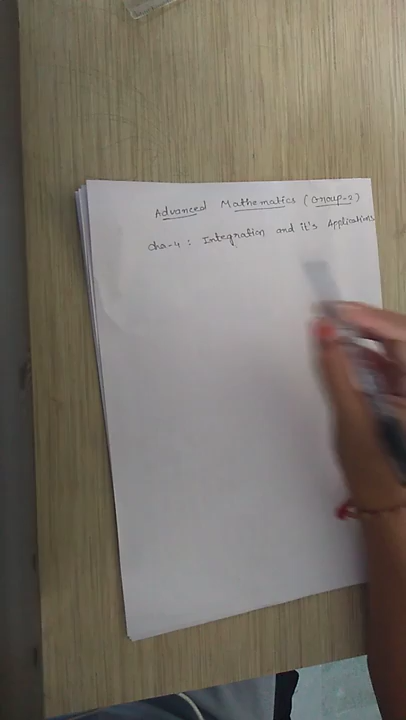 Advanced Mathematics (Group-2)
cha-4 : Integration and it's Applications